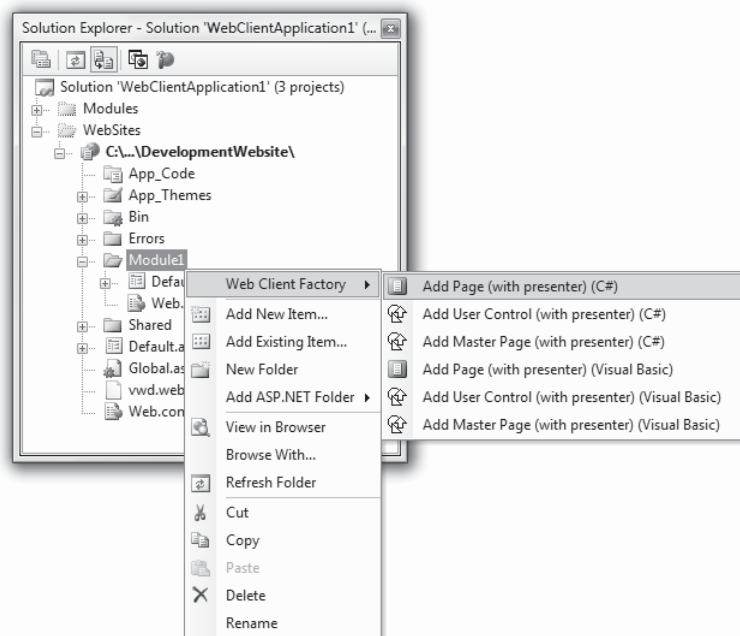 Solution Explorer - Solution 'WebClientApplication1' (...
Solution 'WebClientApplication1' (3 projects)
Modules
WebSites
C:\...\DevelopmentWebsite\
App_Code
App_Themes
Bin
Errors
Module1
Defau
Web.
Shared
Default.a
Global.as
vwd.web
Web.con
Web Client Factory
Add New Item...
Add Existing Item...
New Folder
Add ASP.NET Folder
View in Browser
Browse With...
Refresh Folder
Cut
Copy
Paste
Delete
Rename
Add Page (with presenter) (C#)
Add User Control (with presenter) (C#)
Add Master Page (with presenter) (C#)
Add Page (with presenter) (Visual Basic)
Add User Control (with presenter) (Visual Basic)
Add Master Page (with presenter) (Visual Basic)